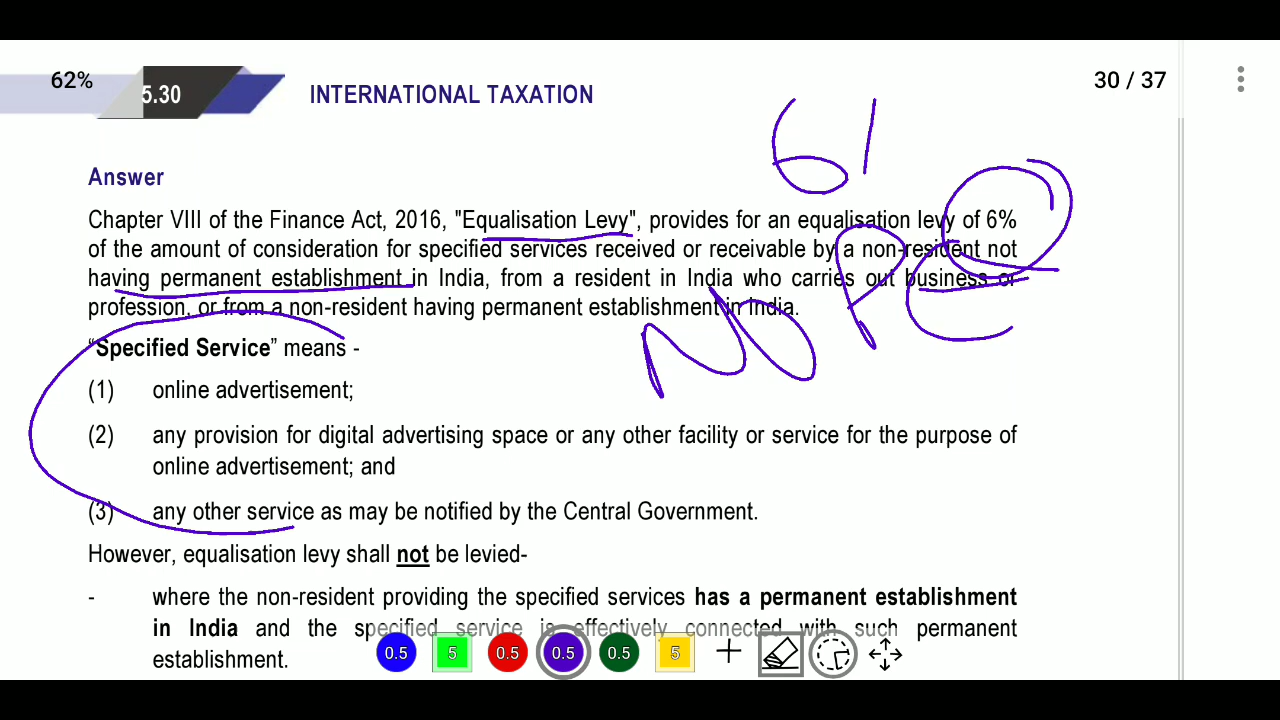 62%
5.30
INTERNATIONAL TAXATION
30 / 37
Answer
Chapter VIII of the Finance Act, 2016, "Equalisation Levy", provides for an equalisation levy of 6%
of the amount of consideration for specified services received or receivable by a non-resident not
having permanent establishment in India, from a resident in India who carries out business or
profession, or from a non-resident having permanent establishment in India.
“Specified Service” means -
(1) online advertisement;
(2) any provision for digital advertising space or any other facility or service for the purpose of
online advertisement; and
(3) any other service as may be notified by the Central Government.
However, equalisation levy shall not be levied-
- where the non-resident providing the specified services has a permanent establishment
in India and the specified service is effectively connected with such permanent
establishment.
NO PE
0.5 5 0.5 0.5 0.5 5